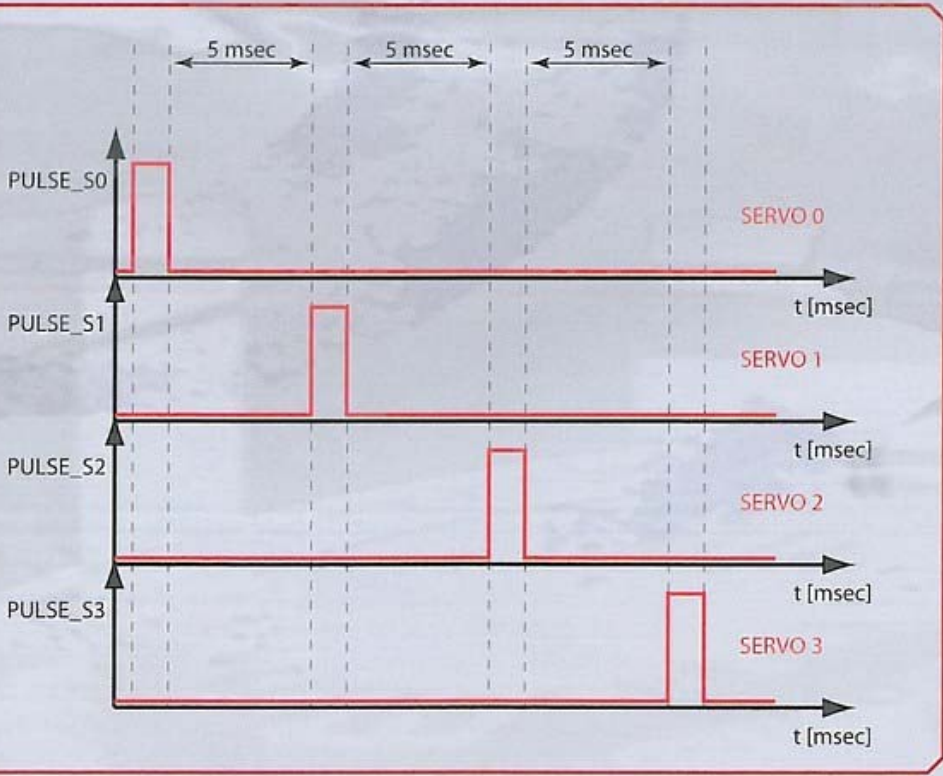 5 msec 5 msec 5 msec
PULSE_S0
SERVO 0
t [msec]
PULSE_S1
SERVO 1
t [msec]
PULSE_S2
SERVO 2
t [msec]
PULSE_S3
SERVO 3
t [msec]